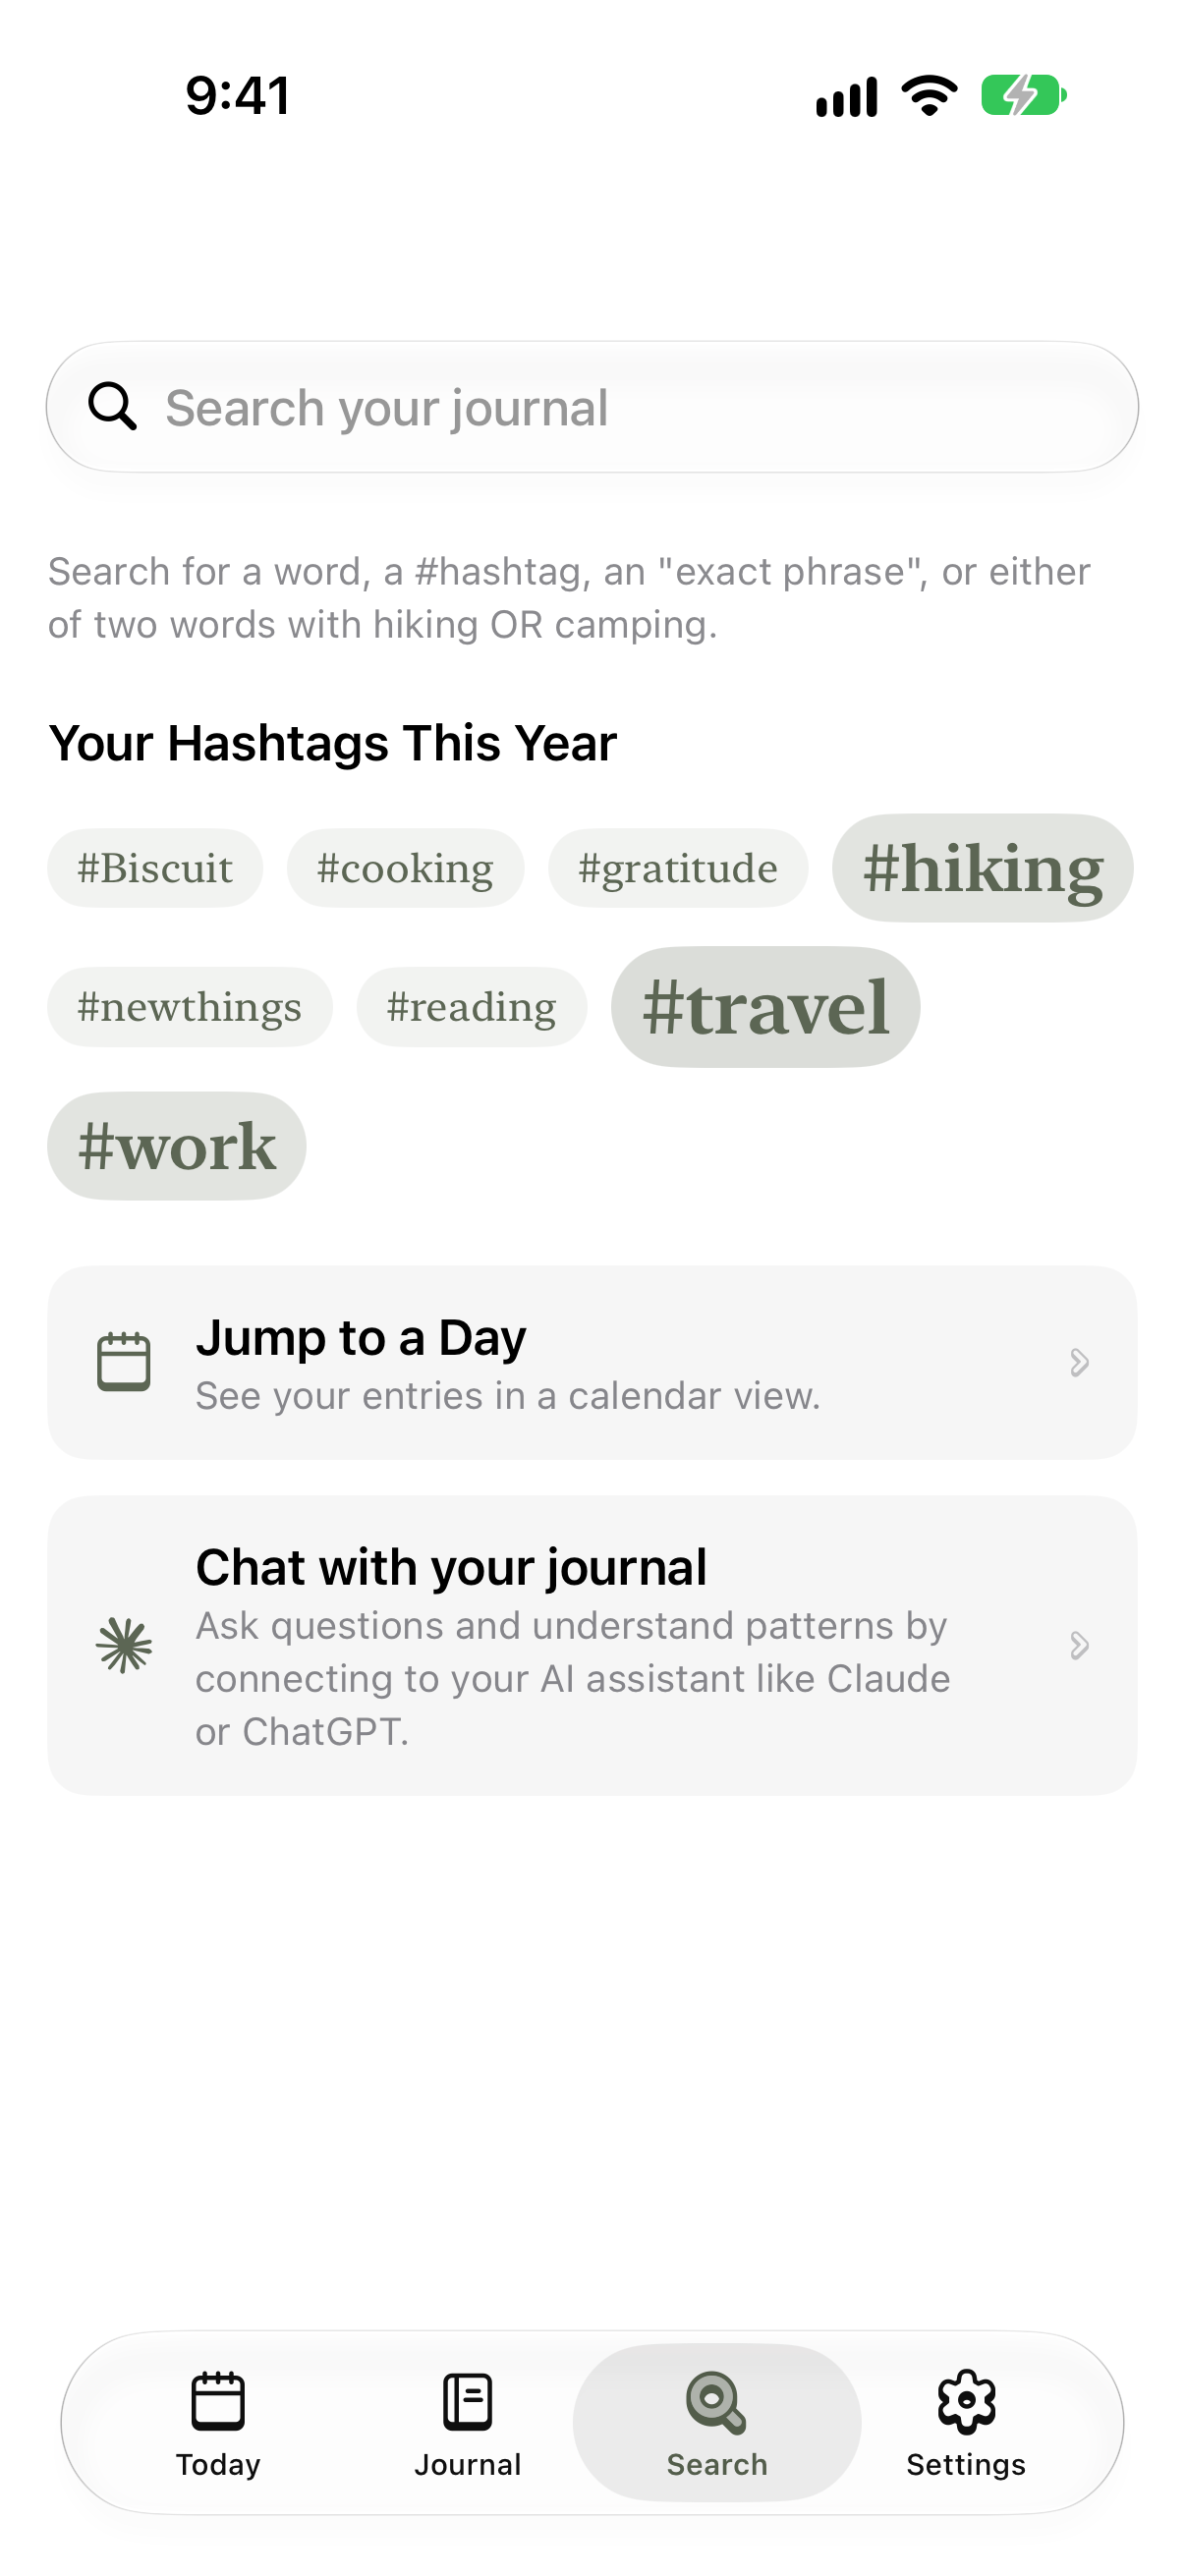 9:41
Search your journal
Search for a word, a #hashtag, an "exact phrase", or either
of two words with hiking OR camping.
Your Hashtags This Year
#Biscuit #cooking #gratitude #hiking
#newthings #reading #travel
#work
Jump to a Day
See your entries in a calendar view.
Chat with your journal
Ask questions and understand patterns by
connecting to your AI assistant like Claude
or ChatGPT.
Today Journal Search Settings